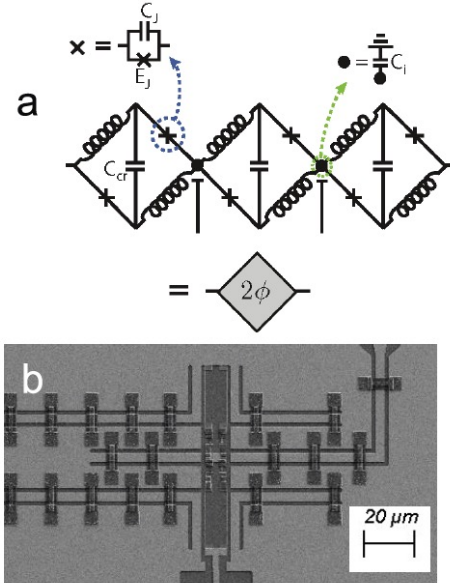 C_J
× =
E_J
● =
C_i
a
C_cr
= 2ϕ
b
20 µm